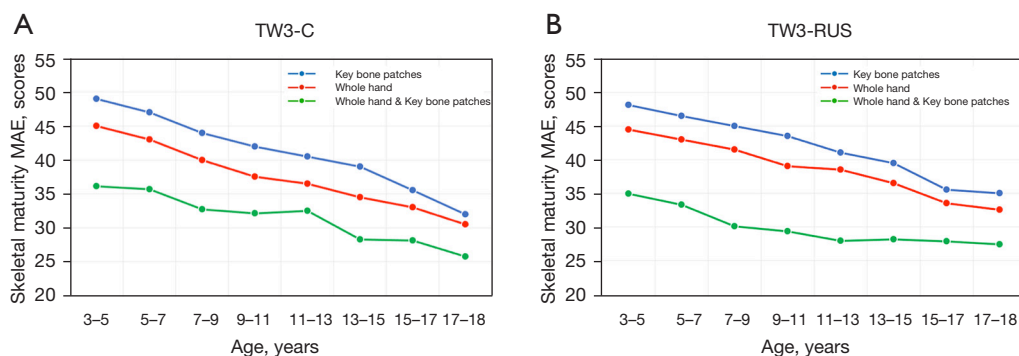 A
TW3-C
Skeletal maturity MAE, scores
55
50
45
40
35
30
25
20
Key bone patches
Whole hand
Whole hand & Key bone patches
3–5 5–7 7–9 9–11 11–13 13–15 15–17 17–18
Age, years
B
TW3-RUS
Skeletal maturity MAE, scores
55
50
45
40
35
30
25
20
Key bone patches
Whole hand
Whole hand & Key bone patches
3–5 5–7 7–9 9–11 11–13 13–15 15–17 17–18
Age, years